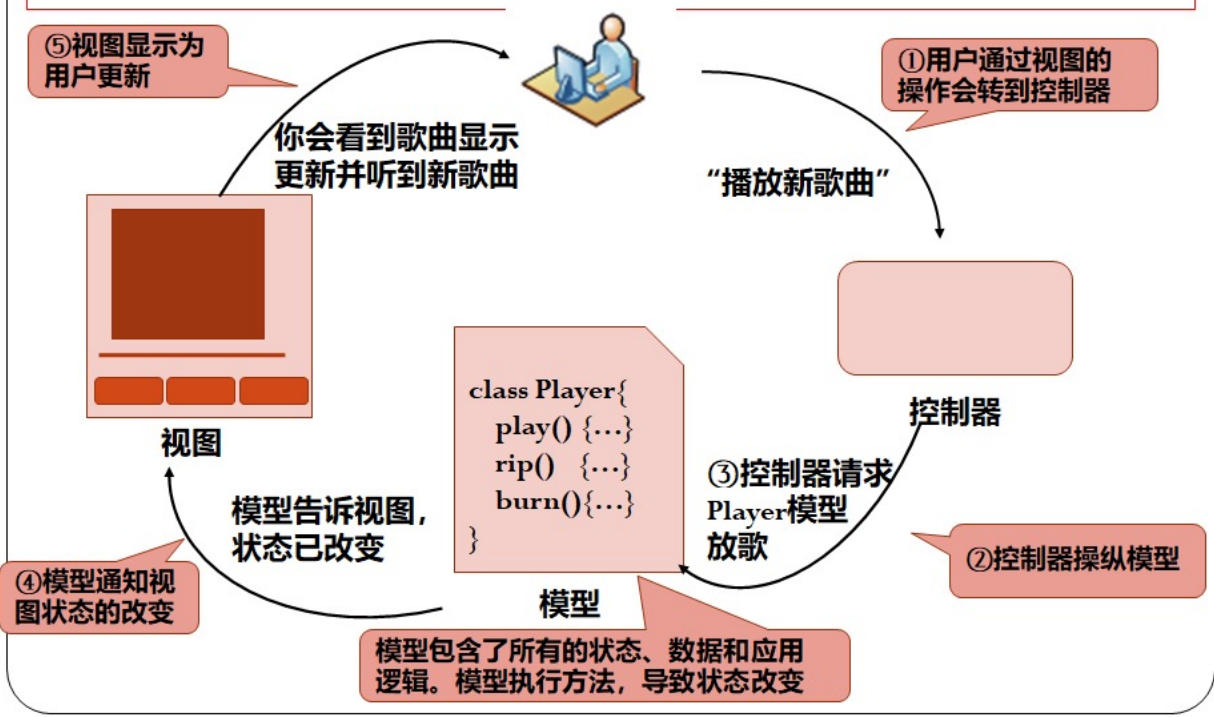 ⑤视图显示为
用户更新
①用户通过视图的
操作会转到控制器
你会看到歌曲显示
更新并听到新歌曲
“播放新歌曲”
class Player{
play() {...}
rip() {...}
burn(){...}
}
控制器
视图
③控制器请求
Player模型
放歌
模型告诉视图，
状态已改变
②控制器操纵模型
④模型通知视
图状态的改变
模型
模型包含了所有的状态、数据和应用
逻辑。模型执行方法，导致状态改变